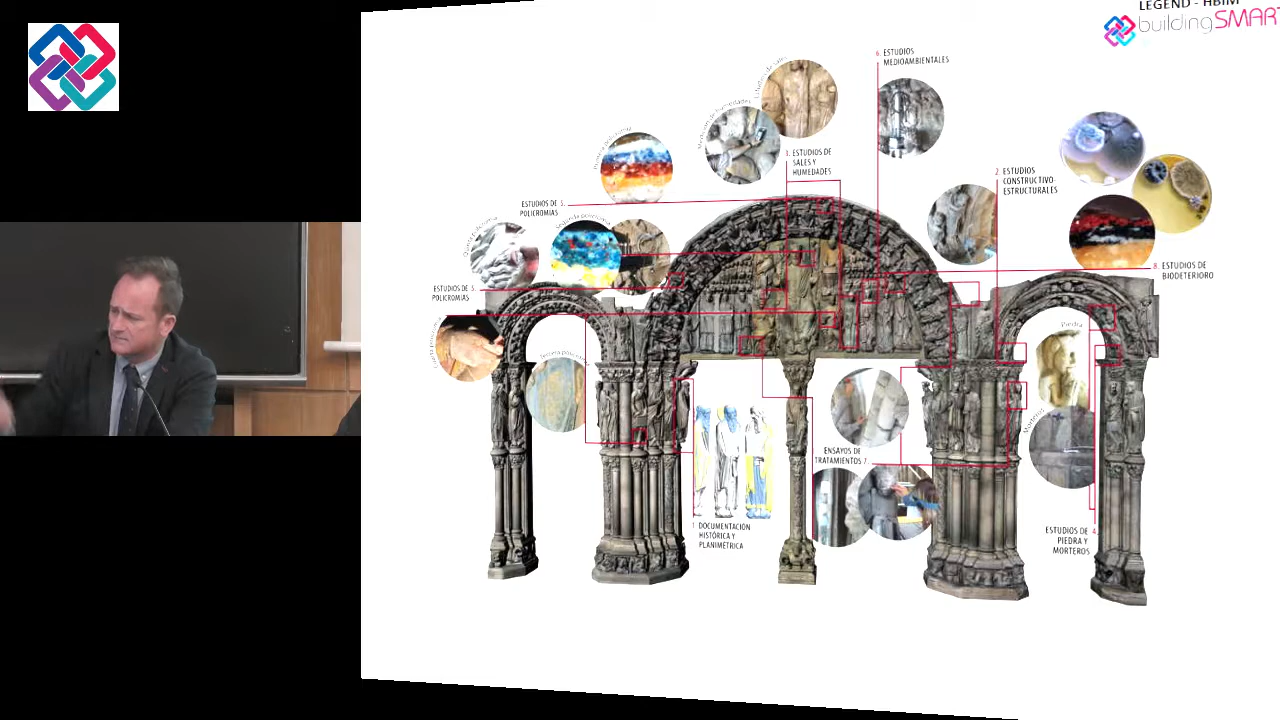 LEGEND - HBIM
buildingSMART
6. ESTUDIOS
MEDIOAMBIENTALES
3. ESTUDIOS DE
SALES Y
HUMEDADES
2. ESTUDIOS
CONSTRUCTIVO-
ESTRUCTURALES
ESTUDIOS DE 5.
POLICROMÍAS
8. ESTUDIOS DE
BIODETERIORO
ESTUDIOS DE 5.
POLICROMÍAS
Piedra
Morteros
ENSAYOS DE
TRATAMIENTOS 7.
1. DOCUMENTACIÓN
HISTÓRICA Y
PLANIMÉTRICA
ESTUDIOS DE 4.
PIEDRA Y
MORTEROS